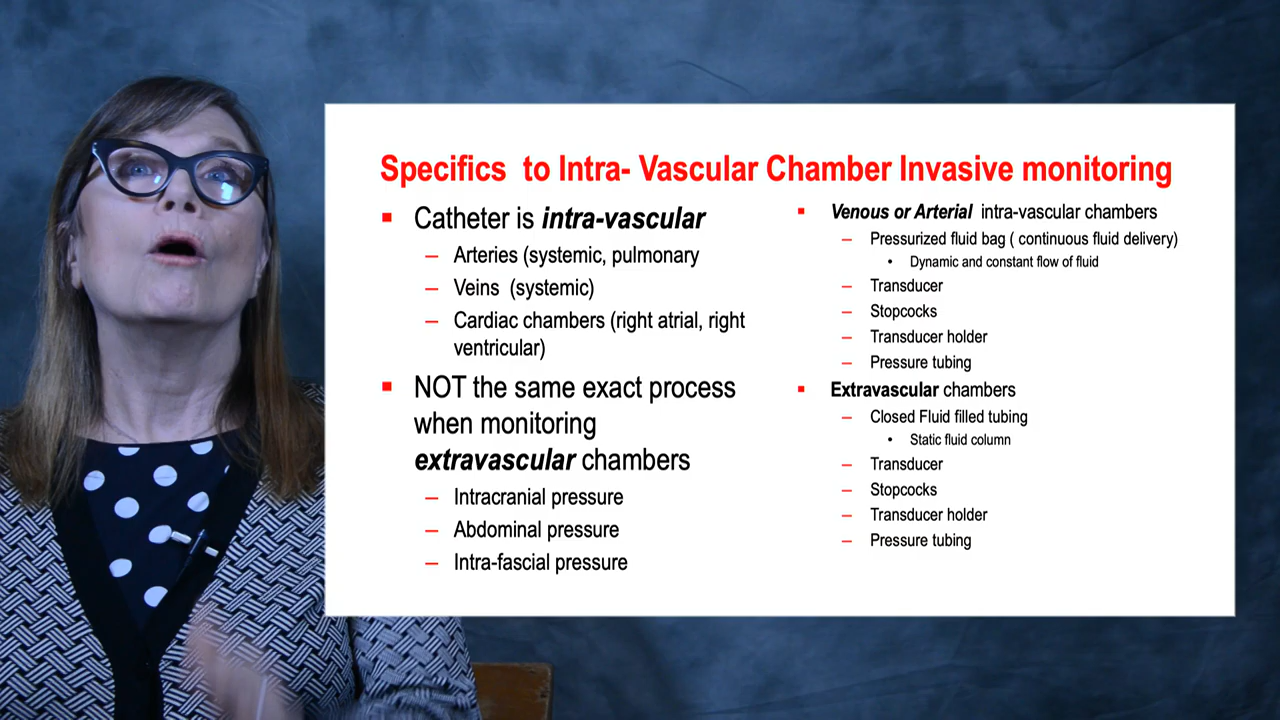 Specifics to Intra- Vascular Chamber Invasive monitoring
Catheter is intra-vascular
Arteries (systemic, pulmonary
Veins (systemic)
Cardiac chambers (right atrial, right
ventricular)
NOT the same exact process
when monitoring
extravascular chambers
Intracranial pressure
Abdominal pressure
Intra-fascial pressure
Venous or Arterial intra-vascular chambers
Pressurized fluid bag ( continuous fluid delivery)
Dynamic and constant flow of fluid
Transducer
Stopcocks
Transducer holder
Pressure tubing
Extravascular chambers
Closed Fluid filled tubing
Static fluid column
Transducer
Stopcocks
Transducer holder
Pressure tubing